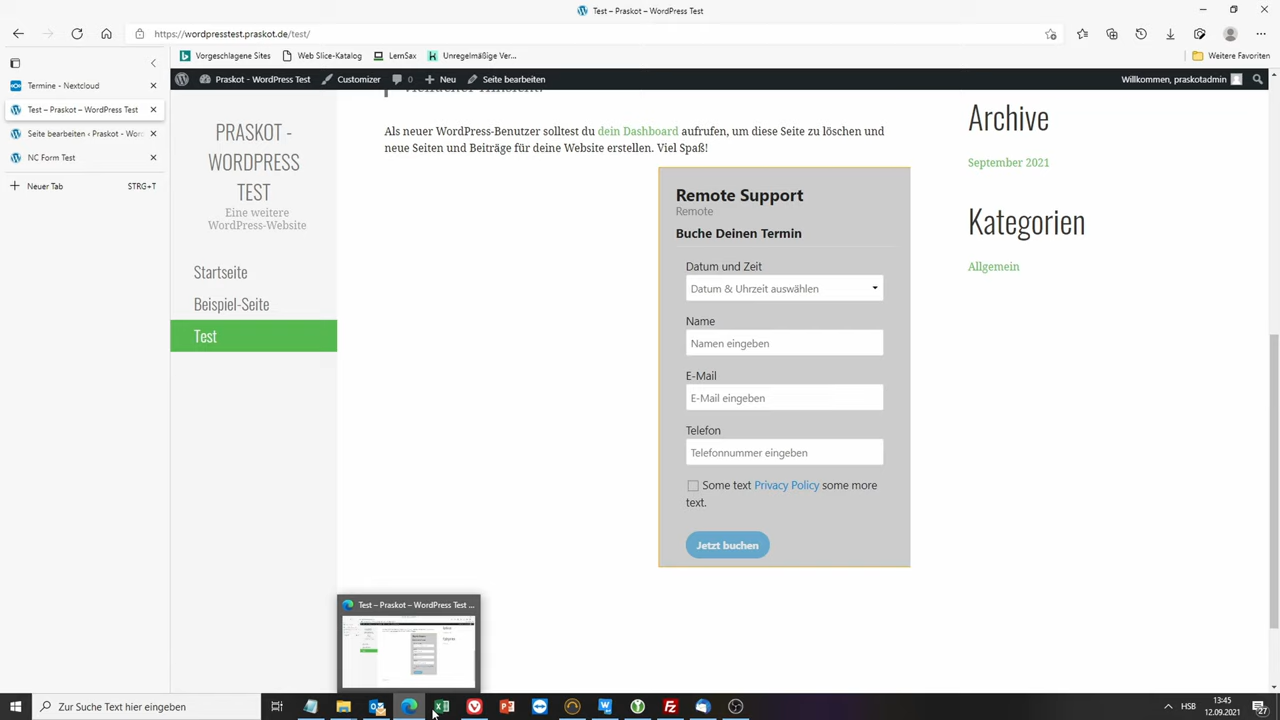 Test – Praskot – WordPress Test
https://wordpresstest.praskot.de/test/
Vorgeschlagene Sites
Web Slice-Katalog
LernSax
Unregelmäßige Ver...
Weitere Favoriten
Termine - Nextcloud
Test – Praskot – WordPress Test
Seite bearbeiten ‹ Praskot - Wor
NC Form Test
Neuer Tab
STRG+T
Praskot - WordPress Test
Customizer
0
Neu
Seite bearbeiten
Willkommen, praskotadmin
PRASKOT -
WORDPRESS
TEST
Eine weitere
WordPress-Website
Startseite
Beispiel-Seite
Test
vielfacher Hinsicht.
Als neuer WordPress-Benutzer solltest du dein Dashboard aufrufen, um diese Seite zu löschen und
neue Seiten und Beiträge für deine Website erstellen. Viel Spaß!
Remote Support
Remote
Buche Deinen Termin
Datum und Zeit
Datum & Uhrzeit auswählen
Name
Namen eingeben
E-Mail
E-Mail eingeben
Telefon
Telefonnummer eingeben
Some text Privacy Policy some more
text.
Jetzt buchen
Archive
September 2021
Kategorien
Allgemein
Test – Praskot – WordPress Test ...
Zur Suche Text hier eingeben
HSB
13:45
12.09.2021
27